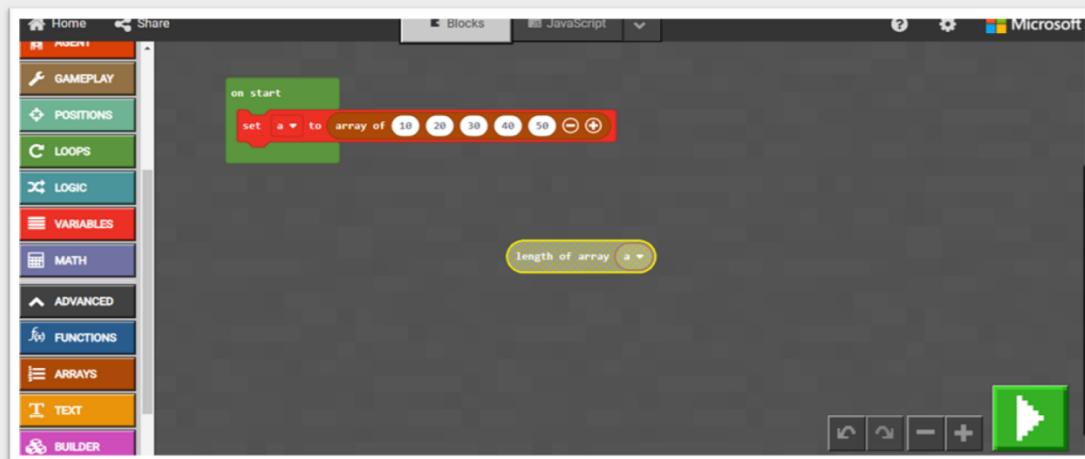 Home Share Blocks JavaScript Microsoft
AGENT
GAMEPLAY
POSITIONS
LOOPS
LOGIC
VARIABLES
MATH
ADVANCED
f(x) FUNCTIONS
ARRAYS
TEXT
BUILDER
on start
set a to array of 10 20 30 40 50
length of array a